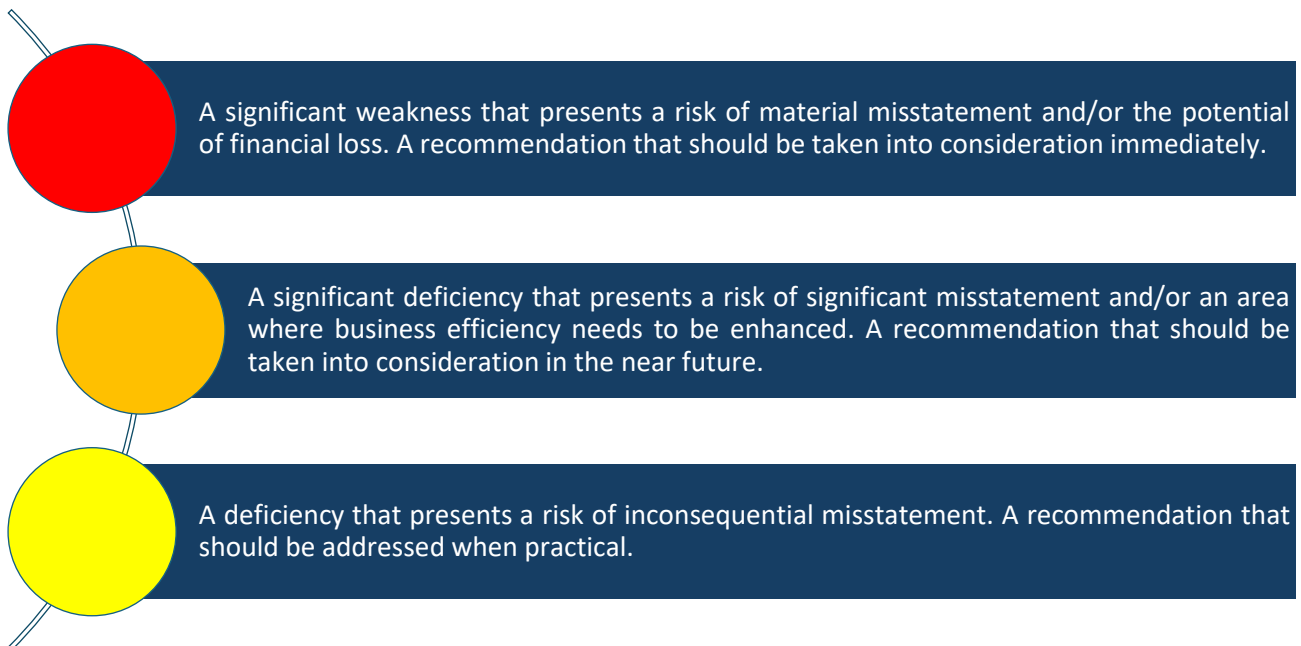 A significant weakness that presents a risk of material misstatement and/or the potential
of financial loss. A recommendation that should be taken into consideration immediately.
A significant deficiency that presents a risk of significant misstatement and/or an area
where business efficiency needs to be enhanced. A recommendation that should be
taken into consideration in the near future.
A deficiency that presents a risk of inconsequential misstatement. A recommendation that
should be addressed when practical.